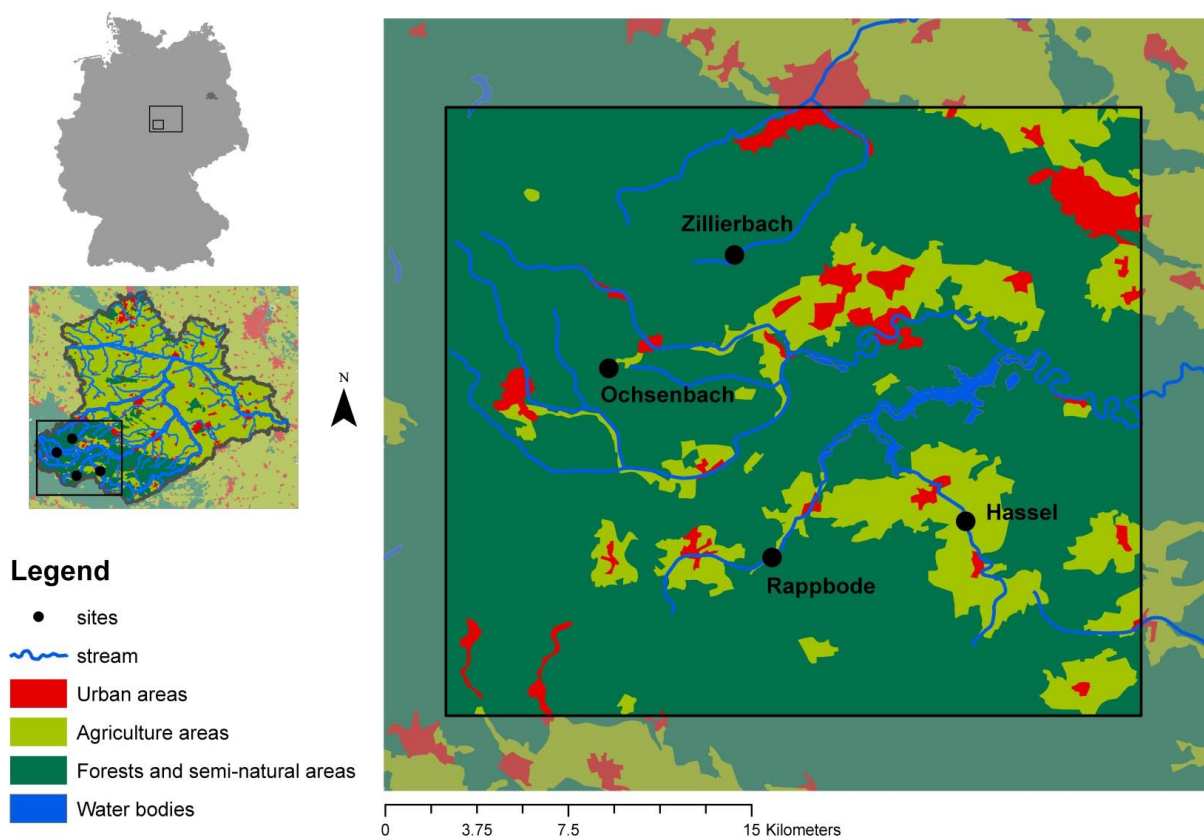 Zillierbach
Ochsenbach
Hassel
Rappbode
N
Legend
sites
stream
Urban areas
Agriculture areas
Forests and semi-natural areas
Water bodies
0 3.75 7.5 15 Kilometers